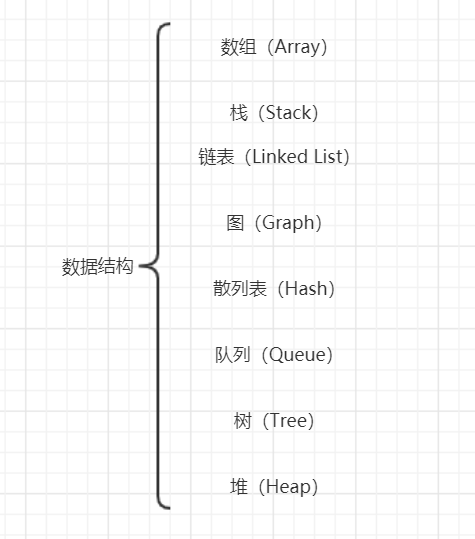 数组（Array）
栈（Stack）
链表（Linked List）
图（Graph）
数据结构
散列表（Hash）
队列（Queue）
树（Tree）
堆（Heap）